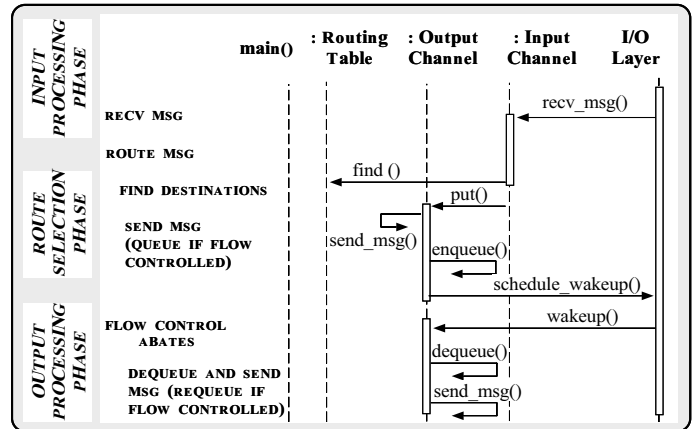 INPUT
PROCESSING
PHASE
ROUTE
SELECTION
PHASE
OUTPUT
PROCESSING
PHASE
main()
: Routing
Table
: Output
Channel
: Input
Channel
I/O
Layer
RECV MSG
ROUTE MSG
FIND DESTINATIONS
SEND MSG
(QUEUE IF FLOW
CONTROLLED)
FLOW CONTROL
ABATES
DEQUEUE AND SEND
MSG (REQUEUE IF
FLOW CONTROLLED)
recv_msg()
find ()
put()
send_msg()
enqueue()
schedule_wakeup()
wakeup()
dequeue()
send_msg()